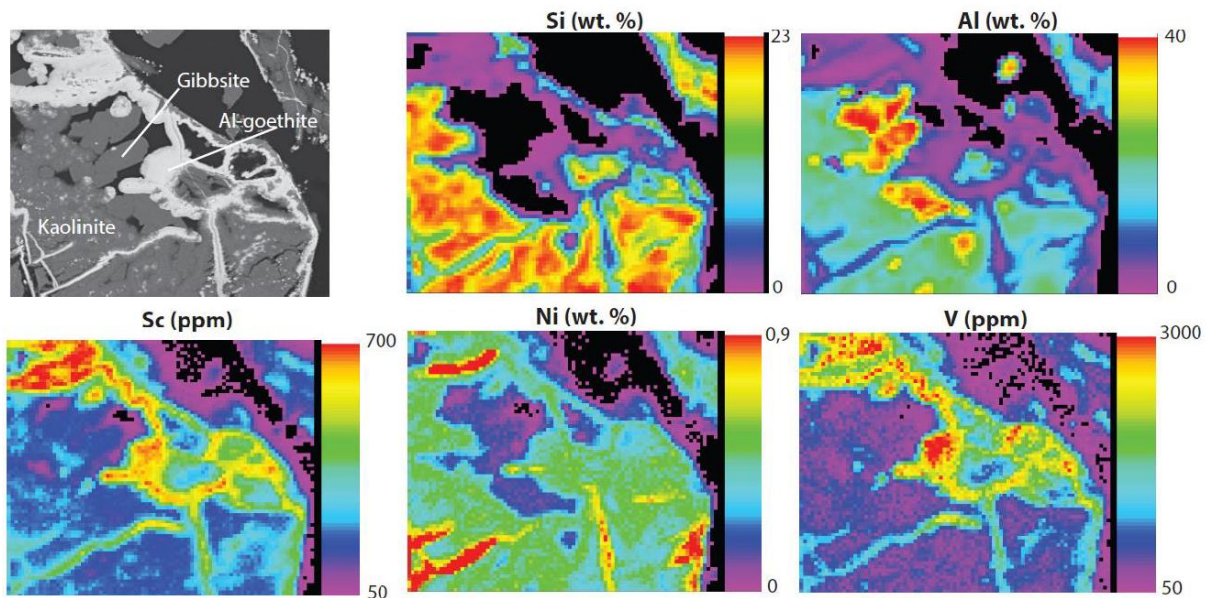 Gibbsite
Al-goethite
Kaolinite
Si (wt. %)
23
0
Al (wt. %)
40
0
Sc (ppm)
700
50
Ni (wt. %)
0,9
0
V (ppm)
3000
50